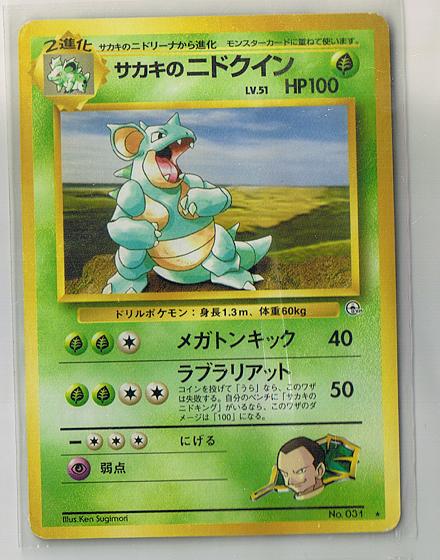 2進化 サカキのニドリーナから進化 モンスターカードに重ねて使います。
サカキのニドクイン
LV.51 HP100
ドリルポケモン：身長1.3m、体重60kg
メガトンキック 40
ラブラリアット 50
コインを投げて「うら」なら、このワザ
は失敗する。自分のベンチに「サカキの
ニドキング」がいるなら、このワザのダ
メージは「100」になる。
にげる
弱点
Illus.Ken Sugimori
No. 031 ★